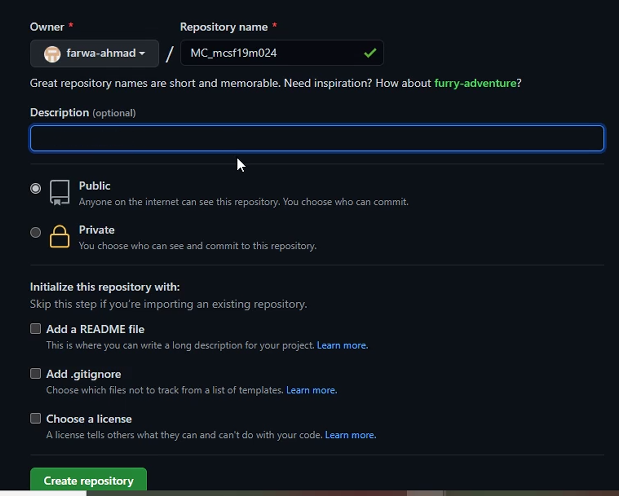 Owner * Repository name *
farwa-ahmad / MC_mcsf19m024
Great repository names are short and memorable. Need inspiration? How about furry-adventure?
Description (optional)
Public
Anyone on the internet can see this repository. You choose who can commit.
Private
You choose who can see and commit to this repository.
Initialize this repository with:
Skip this step if you're importing an existing repository.
Add a README file
This is where you can write a long description for your project. Learn more.
Add .gitignore
Choose which files not to track from a list of templates. Learn more.
Choose a license
A license tells others what they can and can't do with your code. Learn more.
Create repository